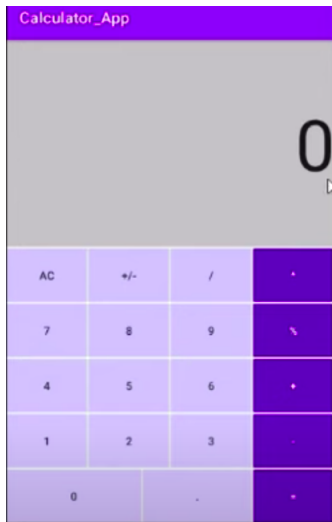 Calculator_App
0
AC +/- /
7 8 9 %
4 5 6 +
1 2 3 -
0 . =